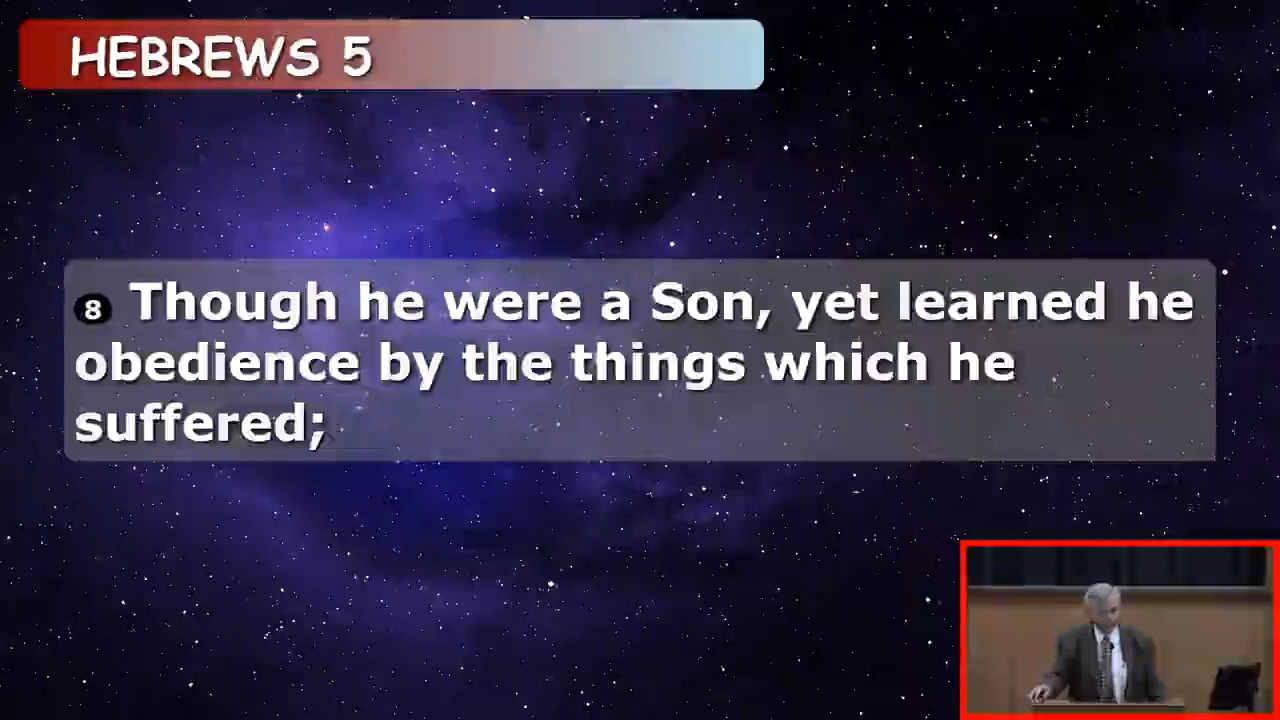 HEBREWS 5
8 Though he were a Son, yet learned he
obedience by the things which he
suffered;